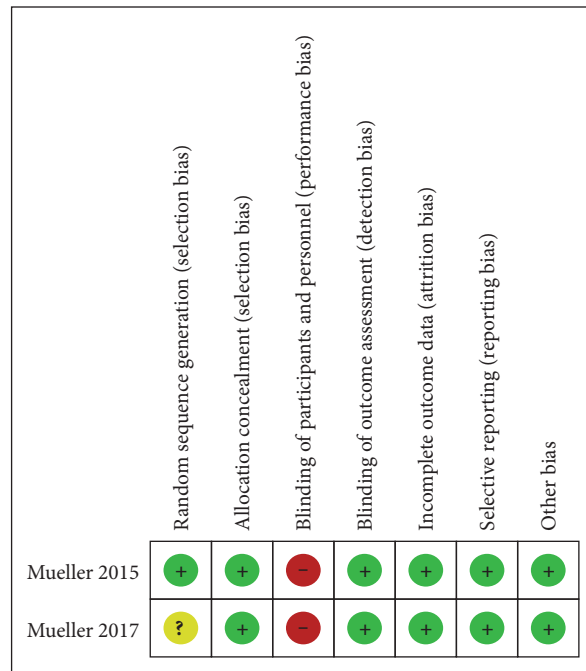 Random sequence generation (selection bias)
Allocation concealment (selection bias)
Blinding of participants and personnel (performance bias)
Blinding of outcome assessment (detection bias)
Incomplete outcome data (attrition bias)
Selective reporting (reporting bias)
Other bias
Mueller 2015 + + – + + + +
Mueller 2017 ? + – + + + +